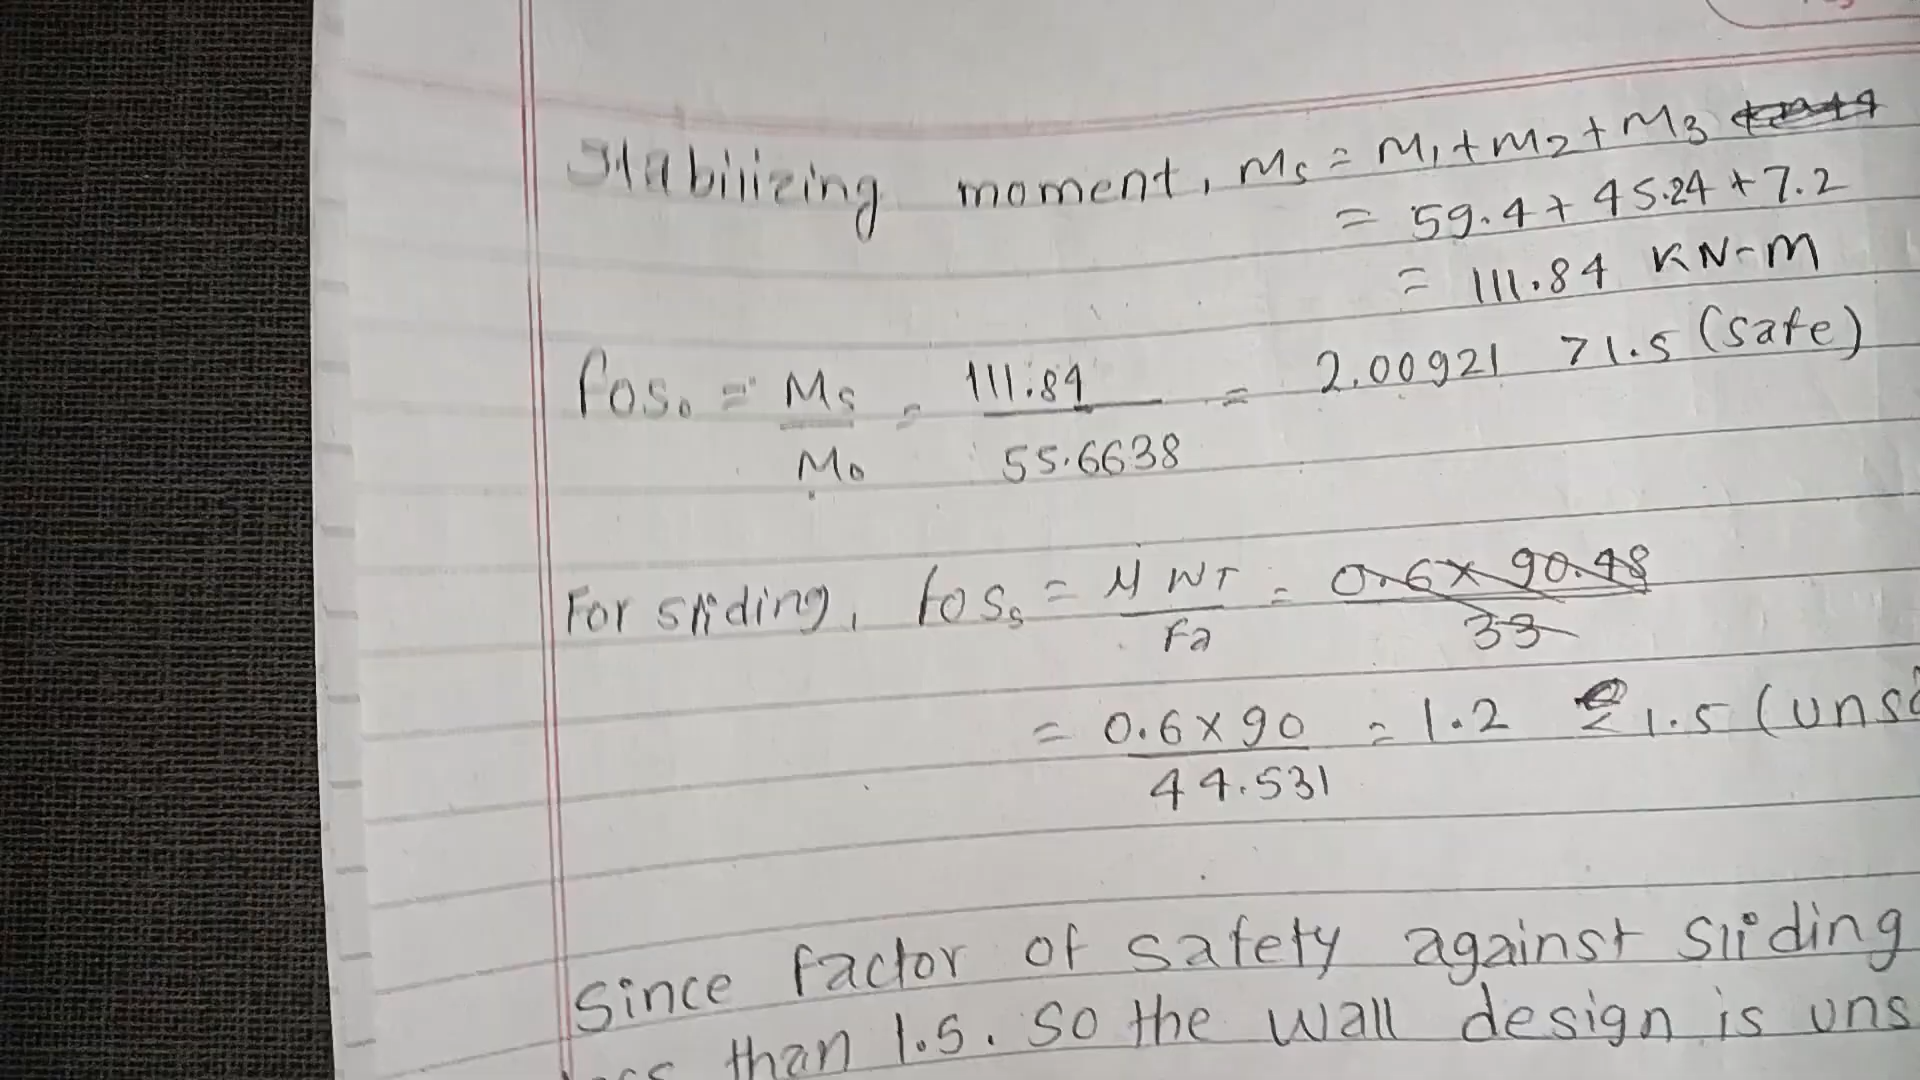 Stabilizing moment, Ms = M1 + M2 + M3
= 59.4 + 45.24 + 7.2
= 111.84 KN-m
fos0 = Ms/Mo = 111.84/55.6638 = 2.00921 > 1.5 (safe)
For sliding, foss = μ WT/Fa = 0.6 × 90.48/33
= 0.6 × 90/44.531 = 1.2 < 1.5 (unsa
Since factor of safety against sliding
than 1.5. so the wall design is uns